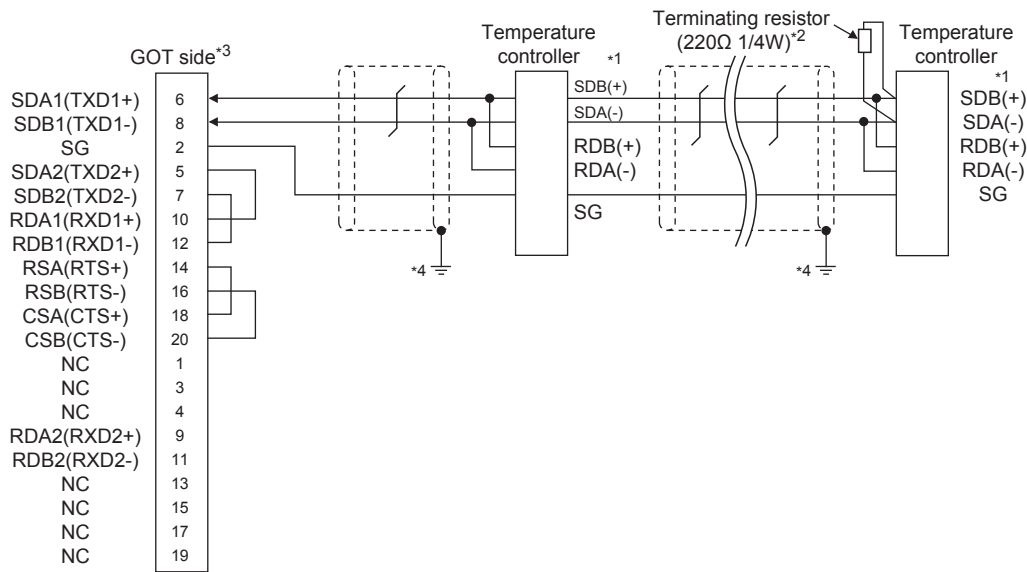 Terminating resistor
(220Ω 1/4W)*2
GOT side*3
Temperature
controller
*1
Temperature
controller
*1
SDA1(TXD1+) 6
SDB1(TXD1-) 8
SG 2
SDA2(TXD2+) 5
SDB2(TXD2-) 7
RDA1(RXD1+) 10
RDB1(RXD1-) 12
RSA(RTS+) 14
RSB(RTS-) 16
CSA(CTS+) 18
CSB(CTS-) 20
NC 1
NC 3
NC 4
RDA2(RXD2+) 9
RDB2(RXD2-) 11
NC 13
NC 15
NC 17
NC 19
*4
SDB(+)
SDA(-)
RDB(+)
RDA(-)
SG
*4
SDB(+)
SDA(-)
RDB(+)
RDA(-)
SG